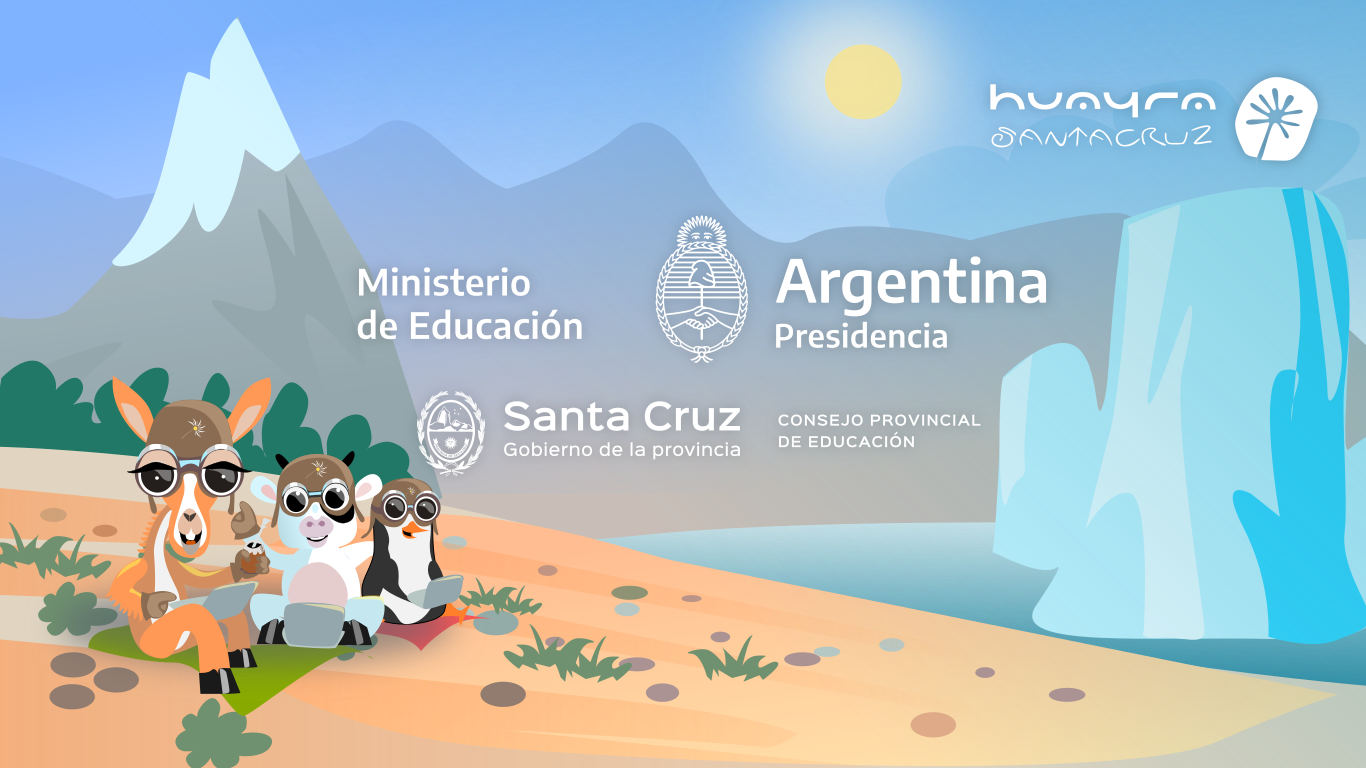 huayra
SANTACRUZ
Ministerio
de Educación
Argentina
Presidencia
Santa Cruz
Gobierno de la provincia
CONSEJO PROVINCIAL
DE EDUCACIÓN